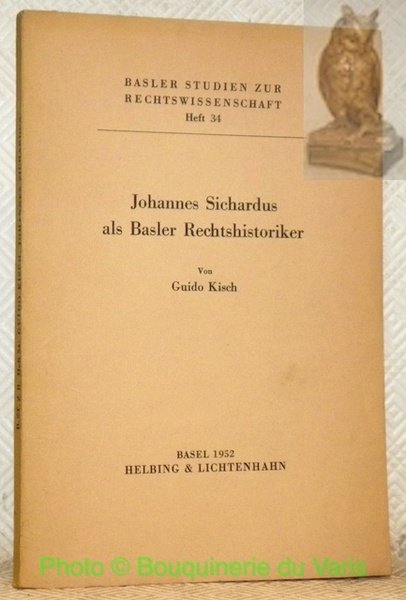 BASLER STUDIEN ZUR
RECHTSWISSENSCHAFT
Heft 34
Johannes Sichardus
als Basler Rechtshistoriker
Von
Guido Kisch
BASEL 1952
HELBING & LICHTENHAHN
Photo © Bouquinerie du Varis